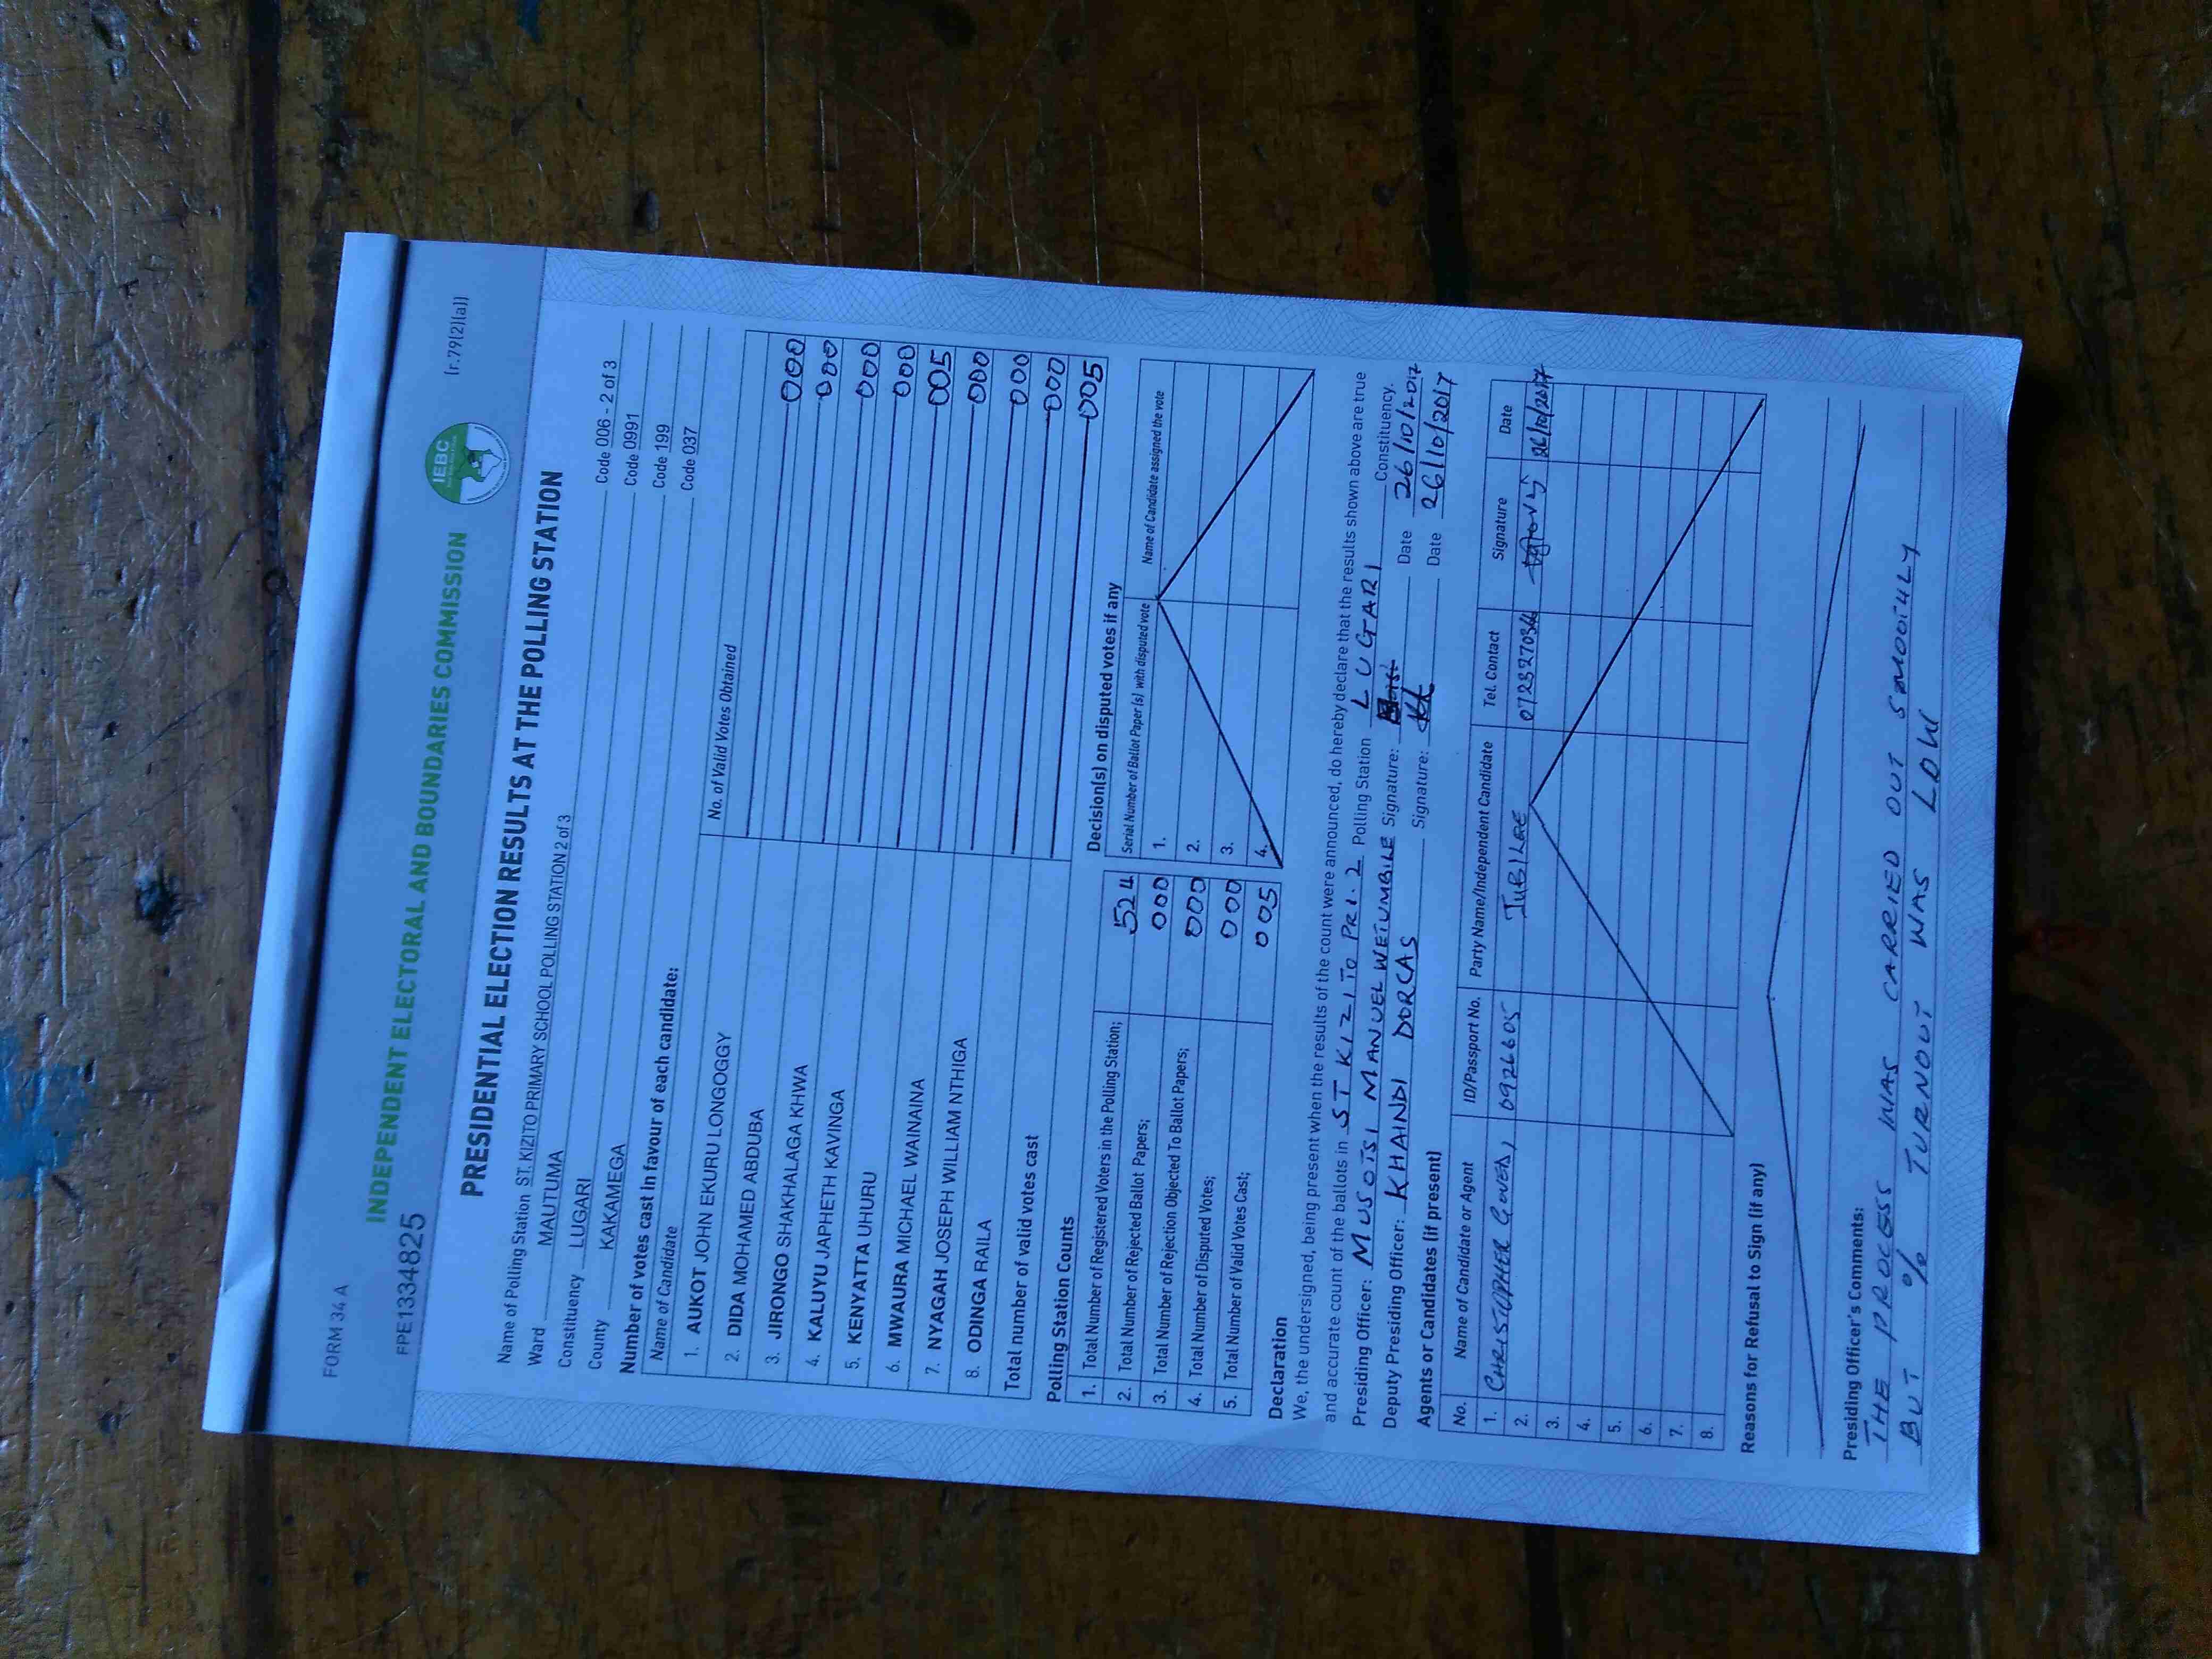 FORM 34 A
[r.79(2)(a)]
FPE1334825
INDEPENDENT ELECTORAL AND BOUNDARIES COMMISSION
IEBC
PRESIDENTIAL ELECTION RESULTS AT THE POLLING STATION
Name of Polling Station ST. KIZITO PRIMARY SCHOOL POLLING STATION 2 of 3 Code 006 - 2 of 3
Ward MAUTUMA Code 0991
Constituency LUGARI Code 199
County KAKAMEGA Code 037
Number of votes cast in favour of each candidate:
Name of Candidate No. of Valid Votes Obtained
1. AUKOT JOHN EKURU LONGOGGY 000
2. DIDA MOHAMED ABDUBA 000
3. JIRONGO SHAKHALAGA KHWA 000
4. KALUYU JAPHETH KAVINGA 000
5. KENYATTA UHURU 005
6. MWAURA MICHAEL WAINAINA 000
7. NYAGAH JOSEPH WILLIAM NTHIGA 000
8. ODINGA RAILA 000
Total number of valid votes cast 005
Polling Station Counts
1. Total Number of Registered Voters in the Polling Station; 524
2. Total Number of Rejected Ballot Papers; 000
3. Total Number of Rejection Objected To Ballot Papers; 000
4. Total Number of Disputed Votes; 000
5. Total Number of Valid Votes Cast; 005
Decision(s) on disputed votes if any
Serial Number of Ballot Paper (s) with disputed vote Name of Candidate assigned the vote
1.
2.
3.
4.
Declaration
We, the undersigned, being present when the results of the count were announced, do hereby declare that the results shown above are true
and accurate count of the ballots in ST KIZITO PRI. 2 Polling Station LUGARI Constituency.
Presiding Officer: MUSOTSI MANUEL WETUMBILE Signature: Date 26/10/2017
Deputy Presiding Officer: KHAINDI DORCAS Signature: Date 26/10/2017
Agents or Candidates (if present)
No. Name of Candidate or Agent ID/Passport No. Party Name/Independent Candidate Tel. Contact Signature Date
1. CHRISTOPHER 09266605 JUBILEE 0723270346 26/10/2017
2.
3.
4.
5.
6.
7.
8.
Reasons for Refusal to Sign (if any)
Presiding Officer's Comments:
THE PROCESS WAS CARRIED OUT SMOOTHLY
BUT % TURNOUT WAS LOW